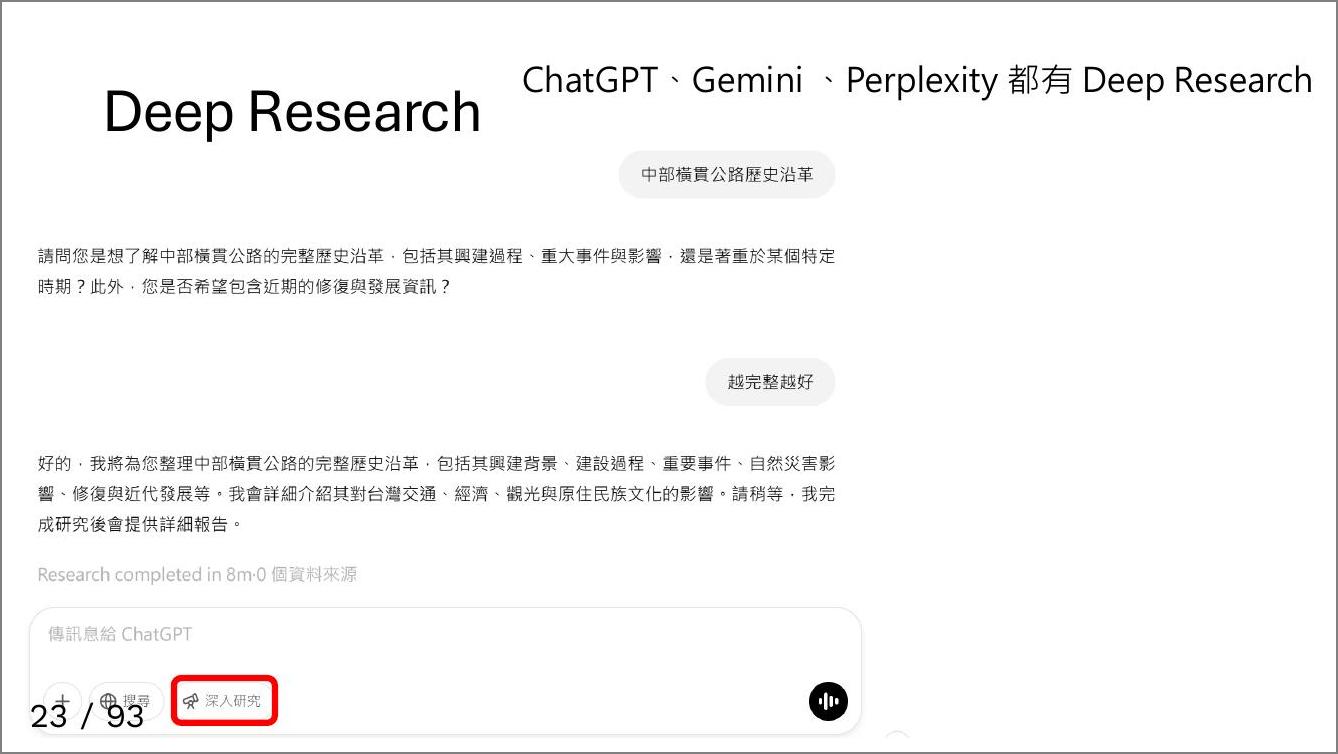 Deep Research
ChatGPT、Gemini 、Perplexity 都有 Deep Research
中部橫貫公路歷史沿革
請問您是想了解中部橫貫公路的完整歷史沿革，包括其興建過程、重大事件與影響，還是著重於某個特定
時期？此外，您是否希望包含近期的修復與發展資訊？
越完整越好
好的，我將為您整理中部橫貫公路的完整歷史沿革，包括其興建背景、建設過程、重要事件、自然災害影
響、修復與近代發展等。我會詳細介紹其對台灣交通、經濟、觀光與原住民族文化的影響。請稍等，我完
成研究後會提供詳細報告。
Research completed in 8m·0 個資料來源
傳訊息給 ChatGPT
搜尋
深入研究
23 / 93